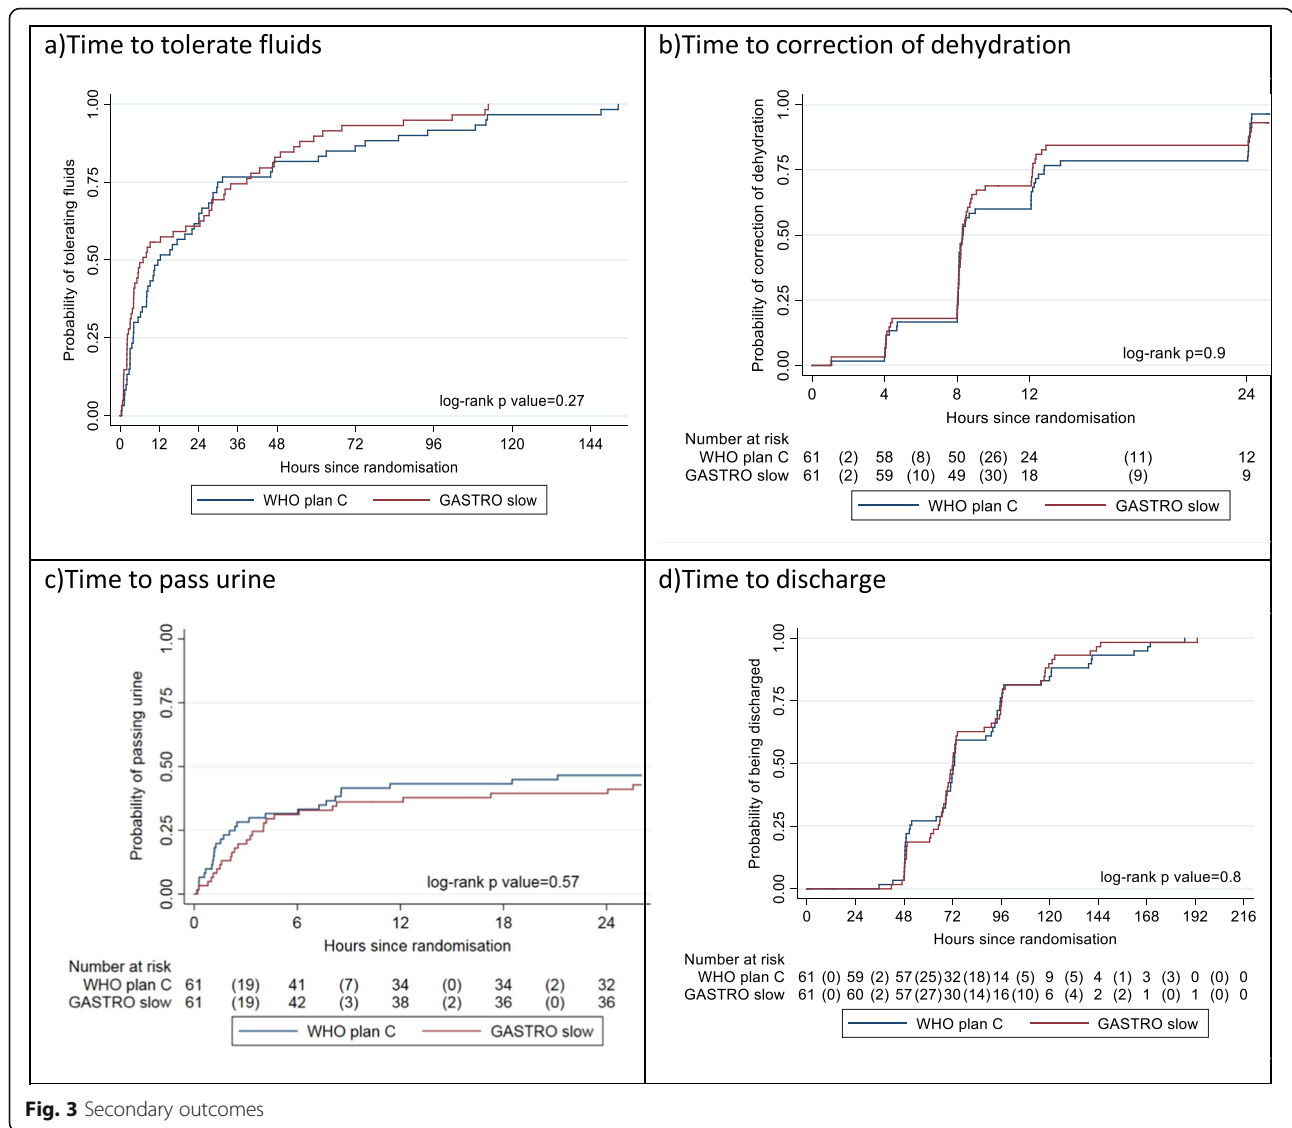 a)Time to tolerate fluids
Probability of tolerating fluids
1.00
0.75
0.50
0.25
0.00
log-rank p value=0.27
0 12 24 36 48 72 96 120 144
Hours since randomisation
WHO plan C GASTRO slow
b)Time to correction of dehydration
Probability of correction of dehydration
1.00
0.75
0.50
0.25
0.00
log-rank p=0.9
0 4 8 12 24
Hours since randomisation
Number at risk
WHO plan C 61 (2) 58 (8) 50 (26) 24 (11) 12
GASTRO slow 61 (2) 59 (10) 49 (30) 18 (9) 9
WHO plan C GASTRO slow
c)Time to pass urine
Probability of passing urine
1.00
0.75
0.50
0.25
0.00
log-rank p value=0.57
0 6 12 18 24
Hours since randomisation
Number at risk
WHO plan C 61 (19) 41 (7) 34 (0) 34 (2) 32
GASTRO slow 61 (19) 42 (3) 38 (2) 36 (0) 36
WHO plan C GASTRO slow
d)Time to discharge
Probability of being discharged
1.00
0.75
0.50
0.25
0.00
log-rank p value=0.8
0 24 48 72 96 120 144 168 192 216
Hours since randomisation
Number at risk
WHO plan C 61 (0) 59 (2) 57 (25) 32 (18) 14 (5) 9 (5) 4 (1) 3 (3) 0 (0) 0
GASTRO slow 61 (0) 60 (2) 57 (27) 30 (14) 16 (10) 6 (4) 2 (2) 1 (0) 1 (0) 0
WHO plan C GASTRO slow
Fig. 3 Secondary outcomes